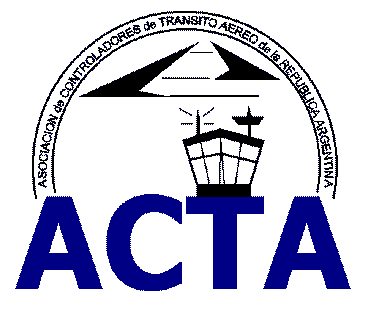 ASOCIACION de CONTROLADORES de TRANSITO AEREO de la REPUBLICA ARGENTINA
ACTA